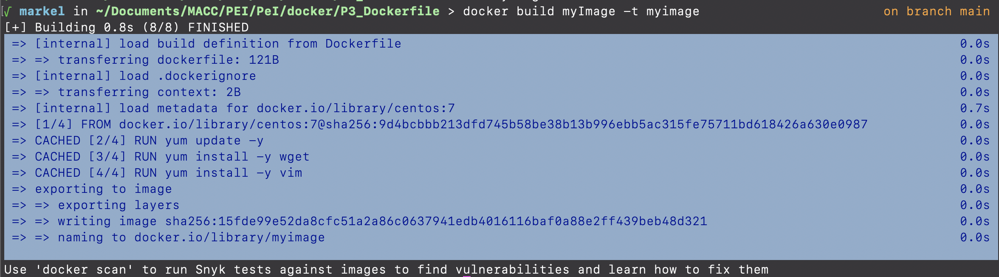 √ markel in ~/Documents/MACC/PEI/PeI/docker/P3_Dockerfile > docker build myImage -t myimage on branch main
[+] Building 0.8s (8/8) FINISHED
=> [internal] load build definition from Dockerfile 0.0s
=> => transferring dockerfile: 121B 0.0s
=> [internal] load .dockerignore 0.0s
=> => transferring context: 2B 0.0s
=> [internal] load metadata for docker.io/library/centos:7 0.7s
=> [1/4] FROM docker.io/library/centos:7@sha256:9d4bcbbb213dfd745b58be38b13b996ebb5ac315fe75711bd618426a630e0987 0.0s
=> CACHED [2/4] RUN yum update -y 0.0s
=> CACHED [3/4] RUN yum install -y wget 0.0s
=> CACHED [4/4] RUN yum install -y vim 0.0s
=> exporting to image 0.0s
=> => exporting layers 0.0s
=> => writing image sha256:15fde99e52da8cfc51a2a86c0637941edb4016116baf0a88e2ff439beb48d321 0.0s
=> => naming to docker.io/library/myimage 0.0s
Use 'docker scan' to run Snyk tests against images to find vulnerabilities and learn how to fix them